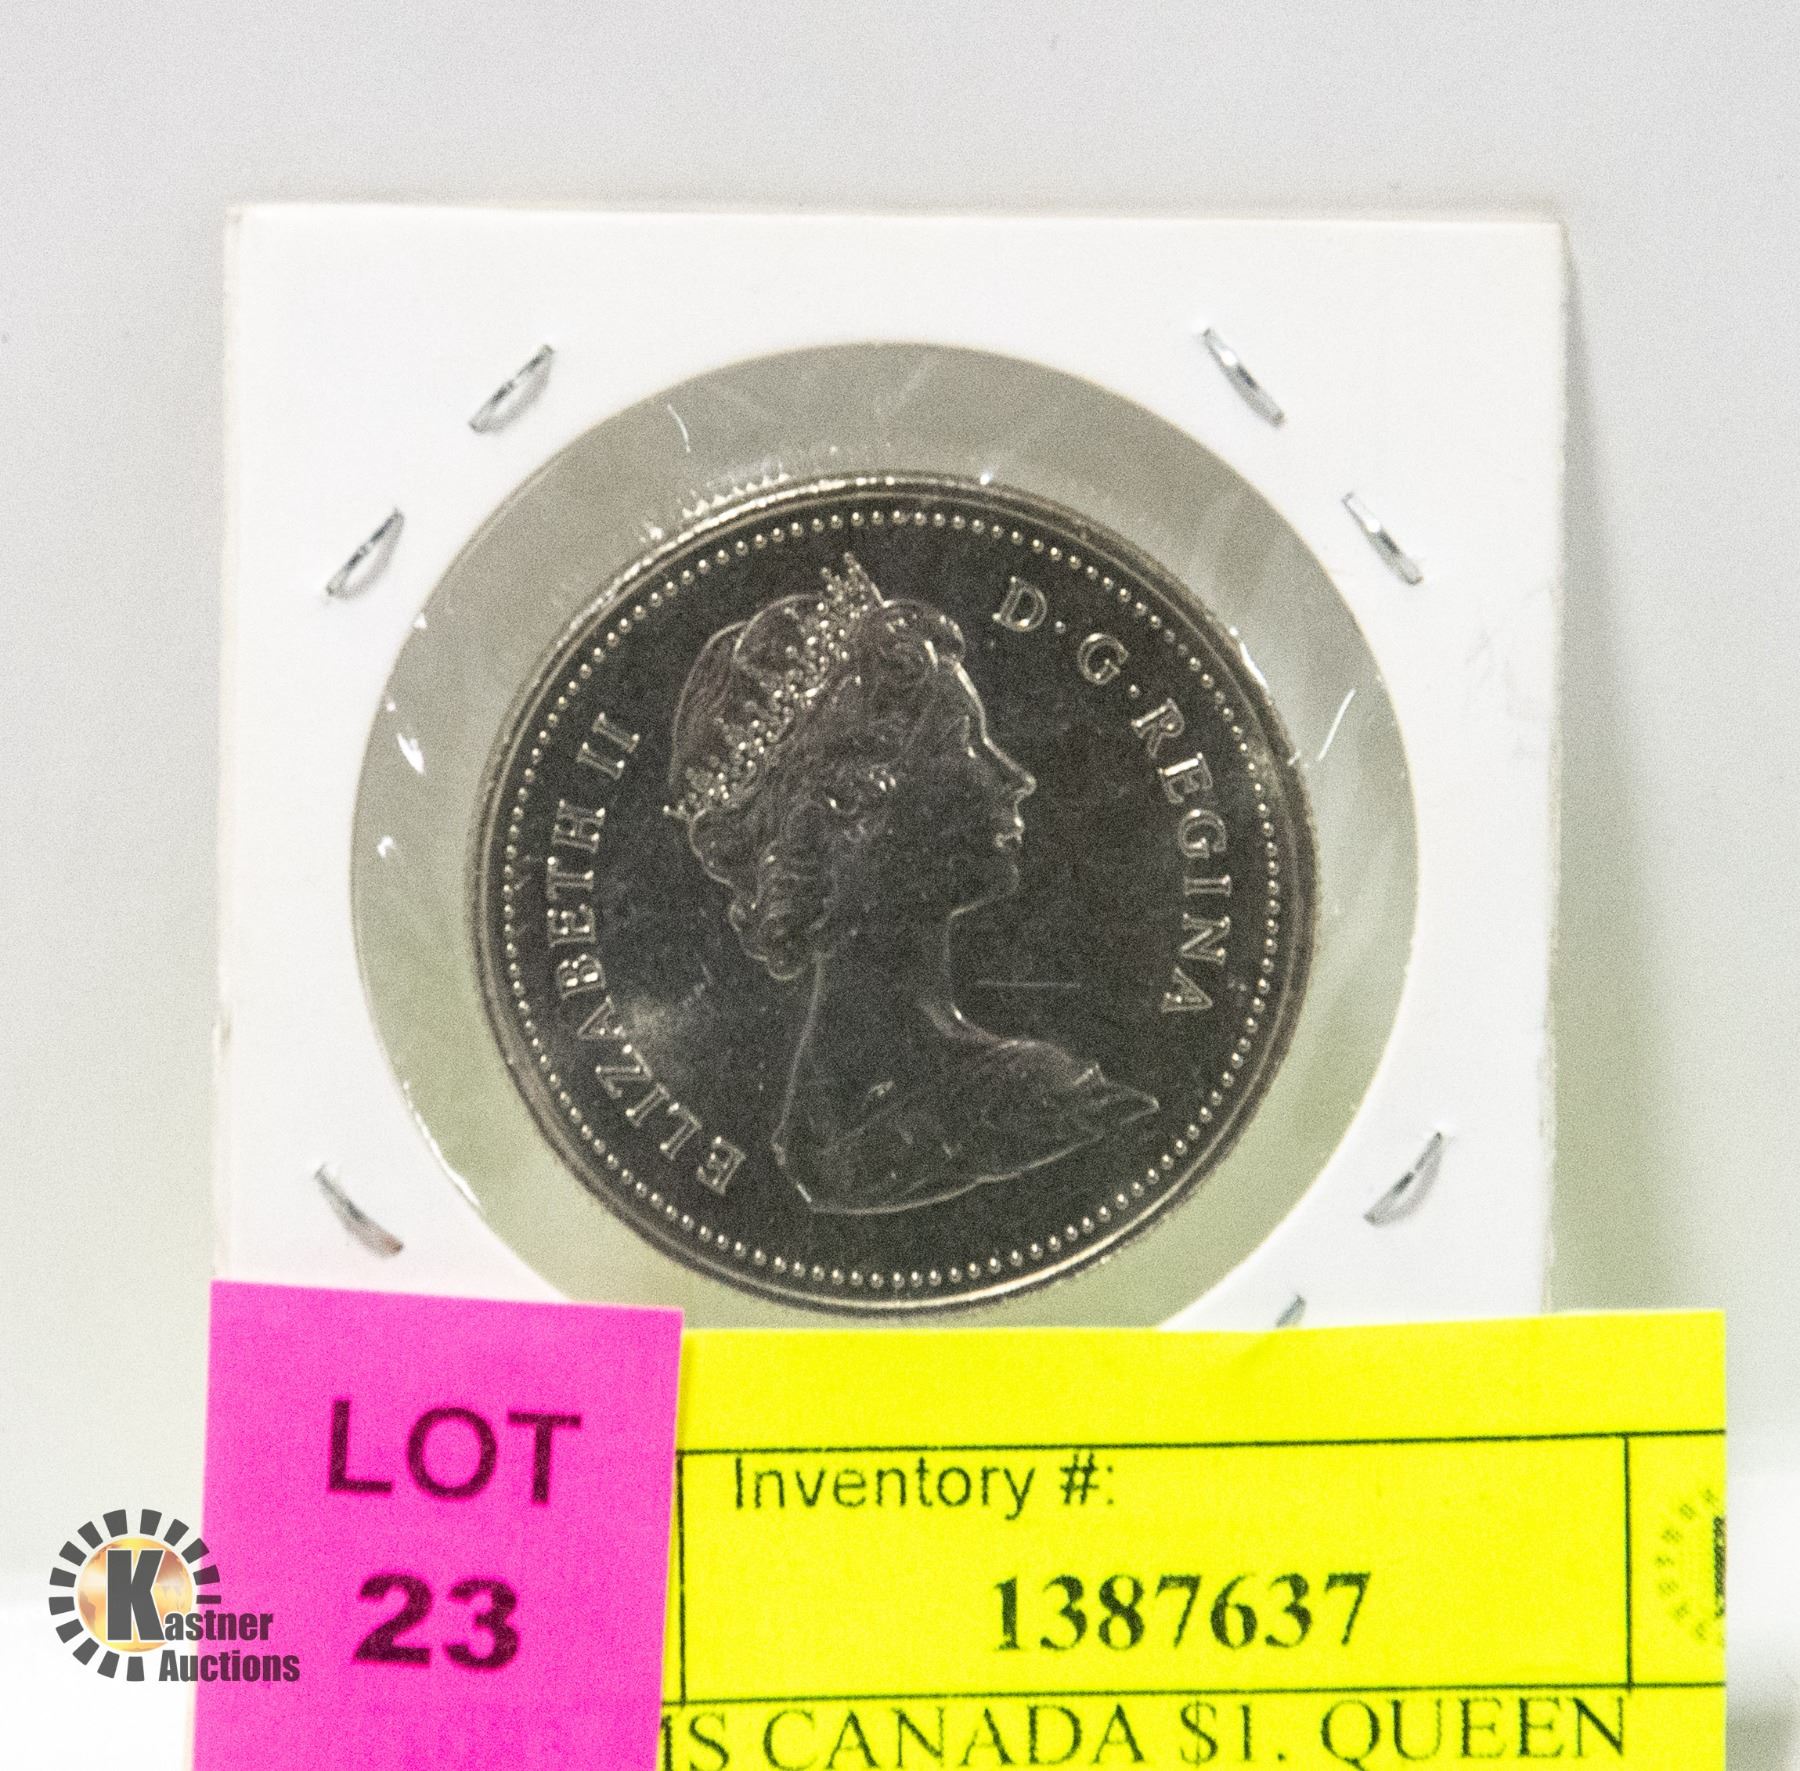 ELIZABETH II D·G·REGINA
LOT
23
Inventory #:
1387637
CANADA $1. QUEEN
Kastner
Auctions